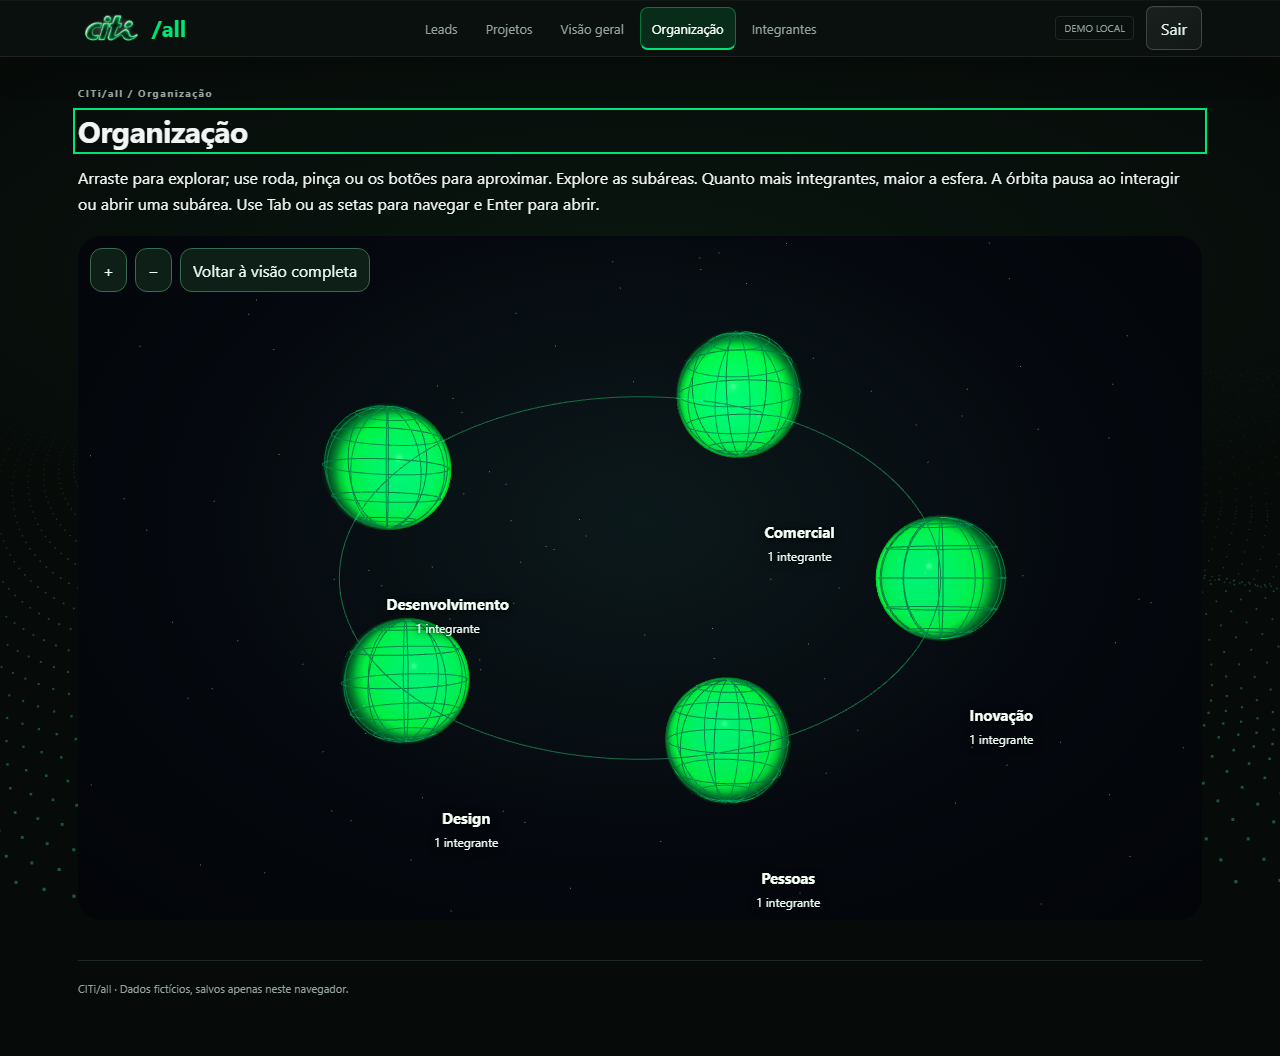 citi /all
Leads
Projetos
Visão geral
Organização
Integrantes
DEMO LOCAL
Sair
CITi/all / Organização
Organização
Arraste para explorar; use roda, pinça ou os botões para aproximar. Explore as subáreas. Quanto mais integrantes, maior a esfera. A órbita pausa ao interagir
ou abrir uma subárea. Use Tab ou as setas para navegar e Enter para abrir.
+
−
Voltar à visão completa
Comercial
1 integrante
Desenvolvimento
1 integrante
Inovação
1 integrante
Design
1 integrante
Pessoas
1 integrante
CITi/all · Dados fictícios, salvos apenas neste navegador.